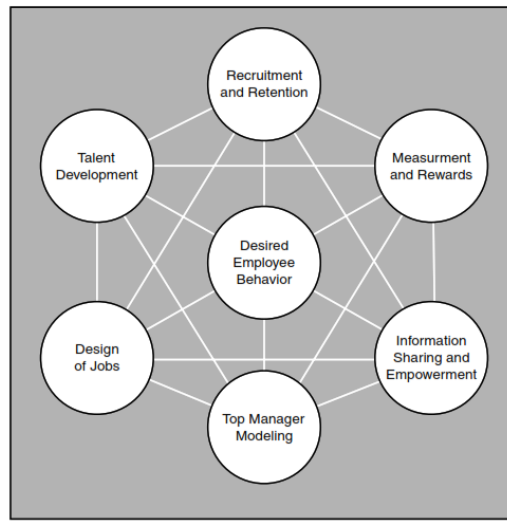 Recruitment
and Retention
Talent
Development
Measurment
and Rewards
Desired
Employee
Behavior
Design
of Jobs
Information
Sharing and
Empowerment
Top Manager
Modeling